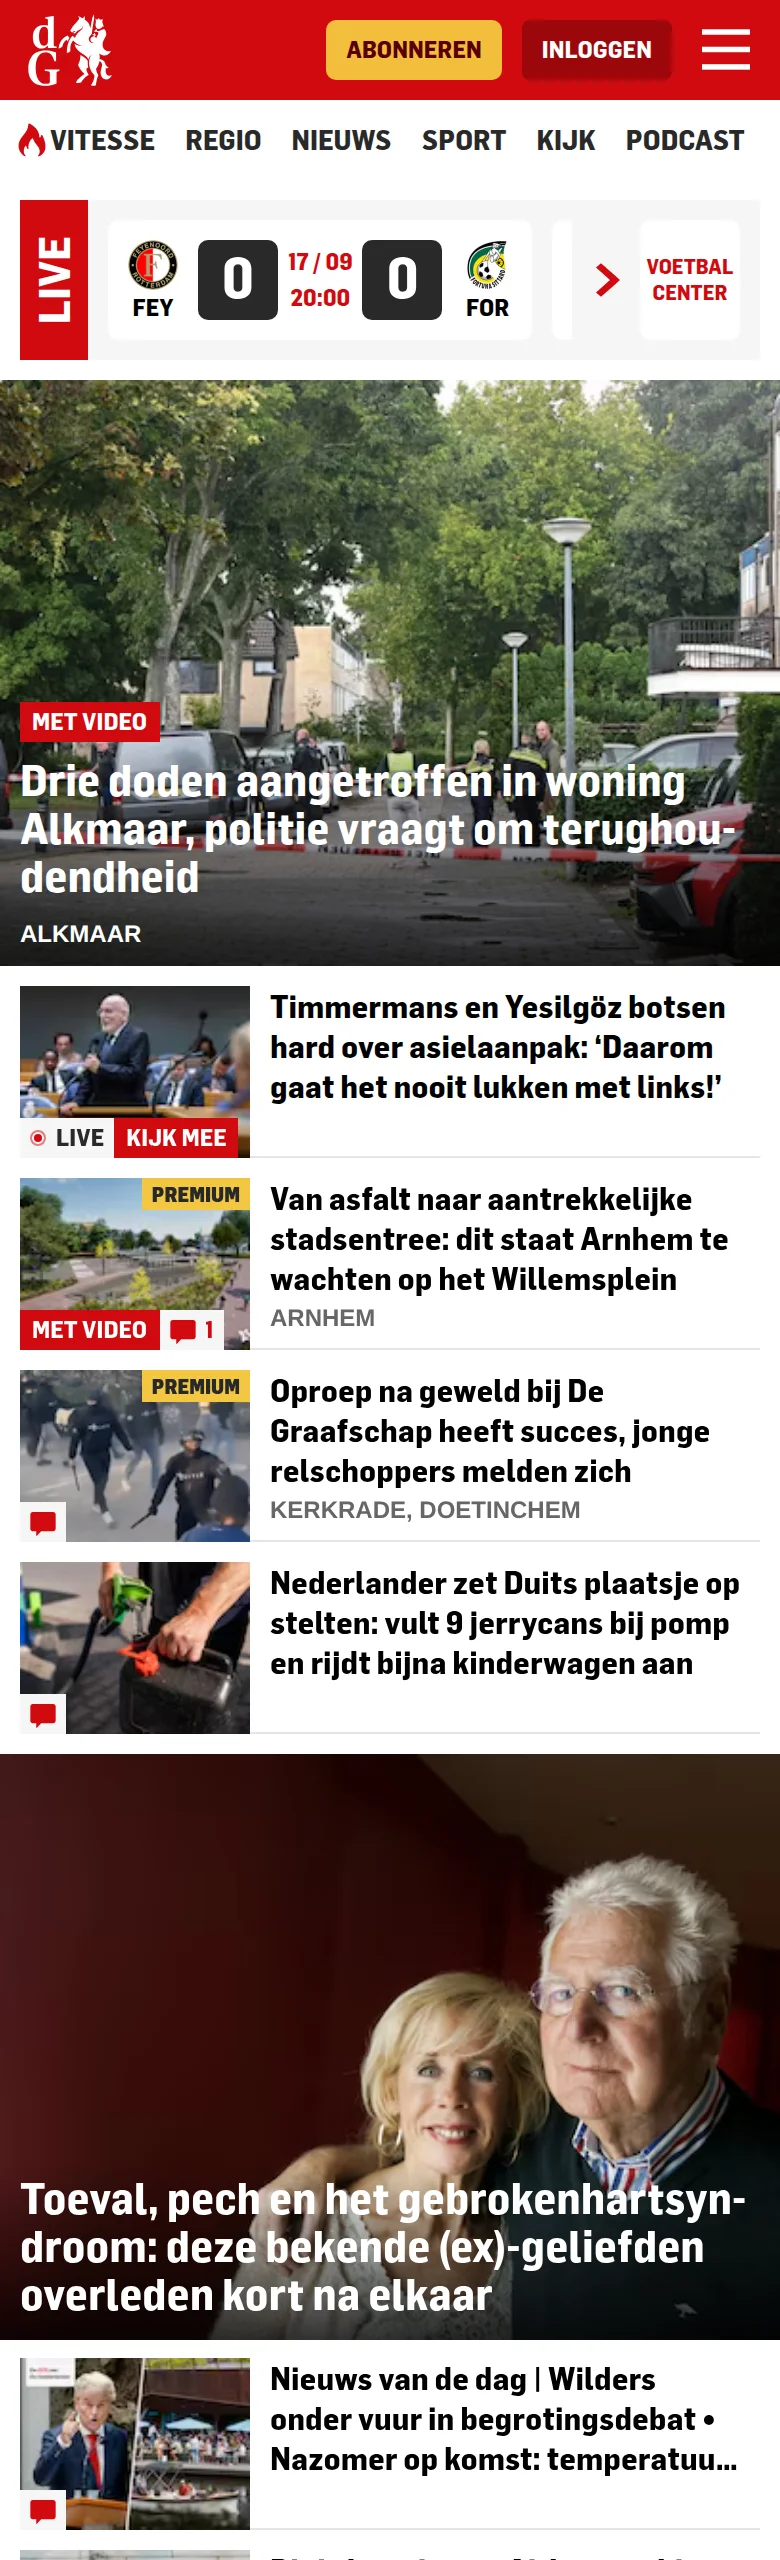 dG
ABONNEREN
INLOGGEN
VITESSE REGIO NIEUWS SPORT KIJK PODCAST
LIVE
FEY
0
17 / 09
20:00
0
FOR
VOETBAL
CENTER
MET VIDEO
Drie doden aangetroffen in woning
Alkmaar, politie vraagt om terughou-
dendheid
ALKMAAR
Timmermans en Yesilgöz botsen
hard over asielaanpak: ‘Daarom
gaat het nooit lukken met links!’
LIVE KIJK MEE
PREMIUM
Van asfalt naar aantrekkelijke
stadsentree: dit staat Arnhem te
wachten op het Willemsplein
ARNHEM
MET VIDEO 1
PREMIUM
Oproep na geweld bij De
Graafschap heeft succes, jonge
relschoppers melden zich
KERKRADE, DOETINCHEM
Nederlander zet Duits plaatsje op
stelten: vult 9 jerrycans bij pomp
en rijdt bijna kinderwagen aan
Toeval, pech en het gebrokenhartsyn-
droom: deze bekende (ex)-geliefden
overleden kort na elkaar
Nieuws van de dag | Wilders
onder vuur in begrotingsdebat •
Nazomer op komst: temperatuu...